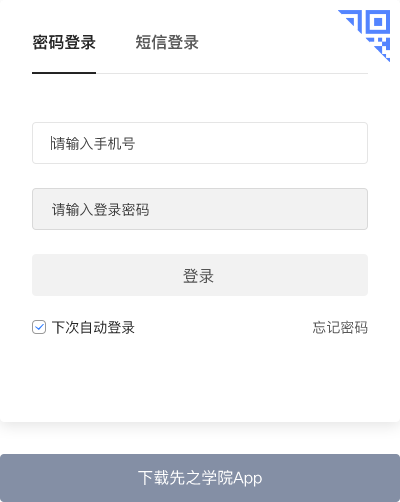 密码登录 短信登录
请输入手机号
请输入登录密码
登录
下次自动登录 忘记密码
下载先之学院App